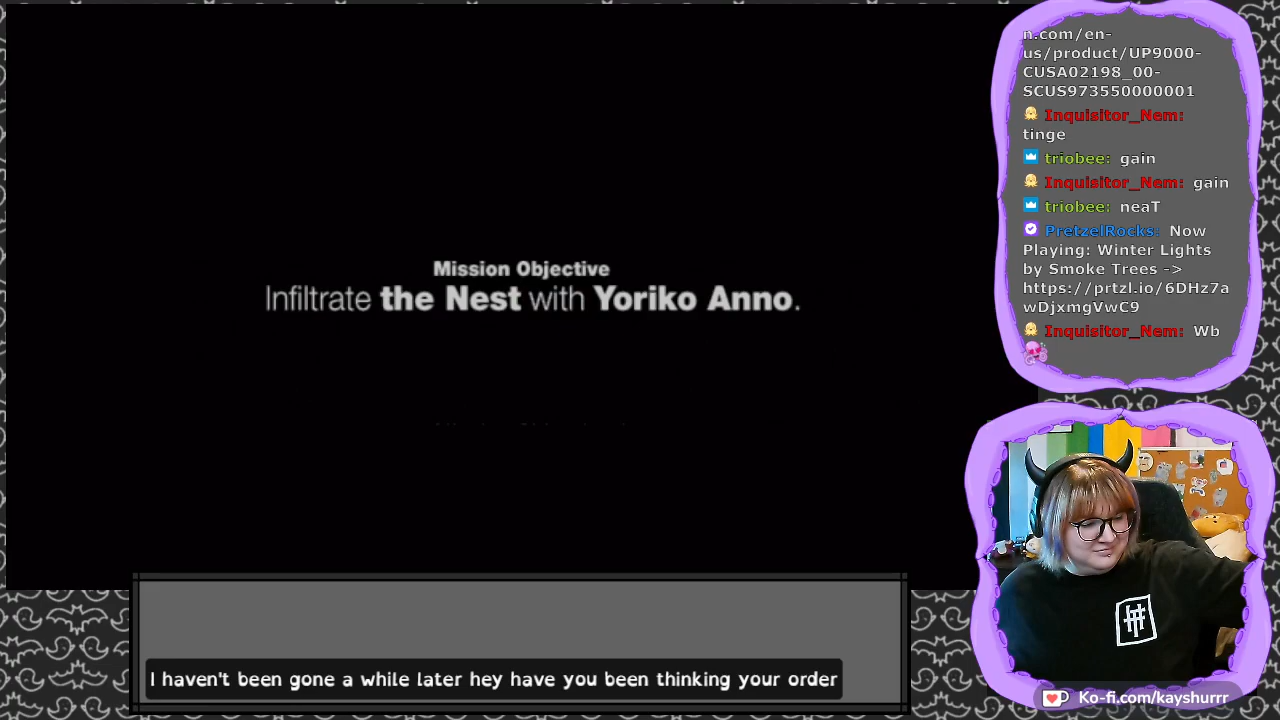 n.com/en-
us/product/UP9000-
CUSA02198_00-
SCUS973550000001
Inquisitor_Nem:
tinge
triobee: gain
Inquisitor_Nem: gain
triobee: neaT
PretzelRocks: Now
Playing: Winter Lights
by Smoke Trees ->
https://prtzl.io/6DHz7a
wDjxmgVwC9
Inquisitor_Nem: Wb
Mission Objective
Infiltrate the Nest with Yoriko Anno.
I haven't been gone a while later hey have you been thinking your order
Ko-fi.com/kayshurrr